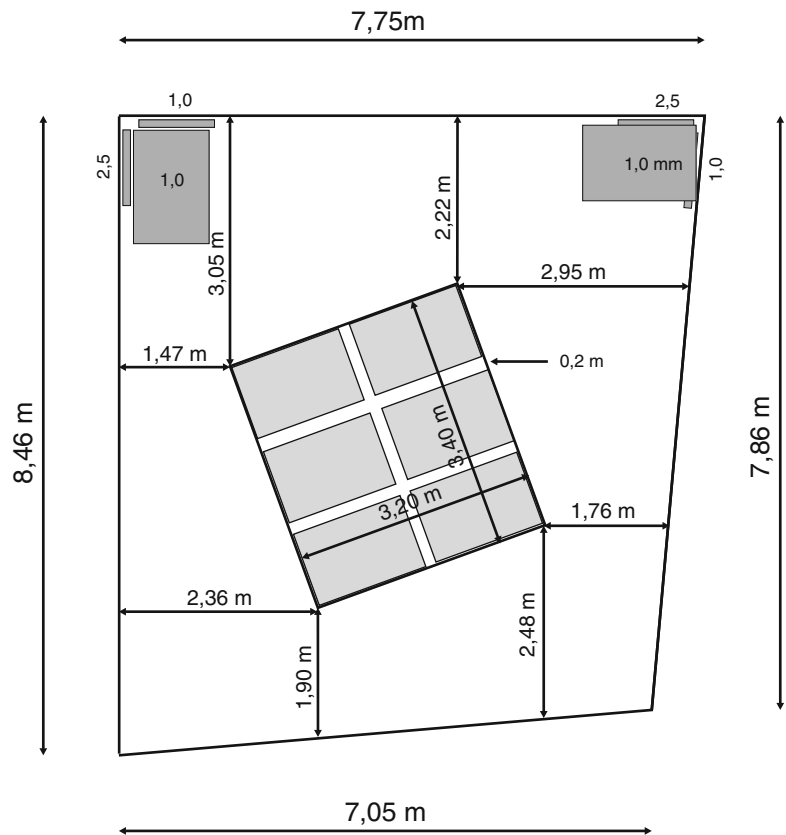 7,75m
1,0
2,5
2,5
1,0
1,0 mm
1,0
3,05 m
2,22 m
2,95 m
1,47 m
0,2 m
8,46 m
3,40 m
7,86 m
3,20 m
1,76 m
2,36 m
2,48 m
1,90 m
7,05 m